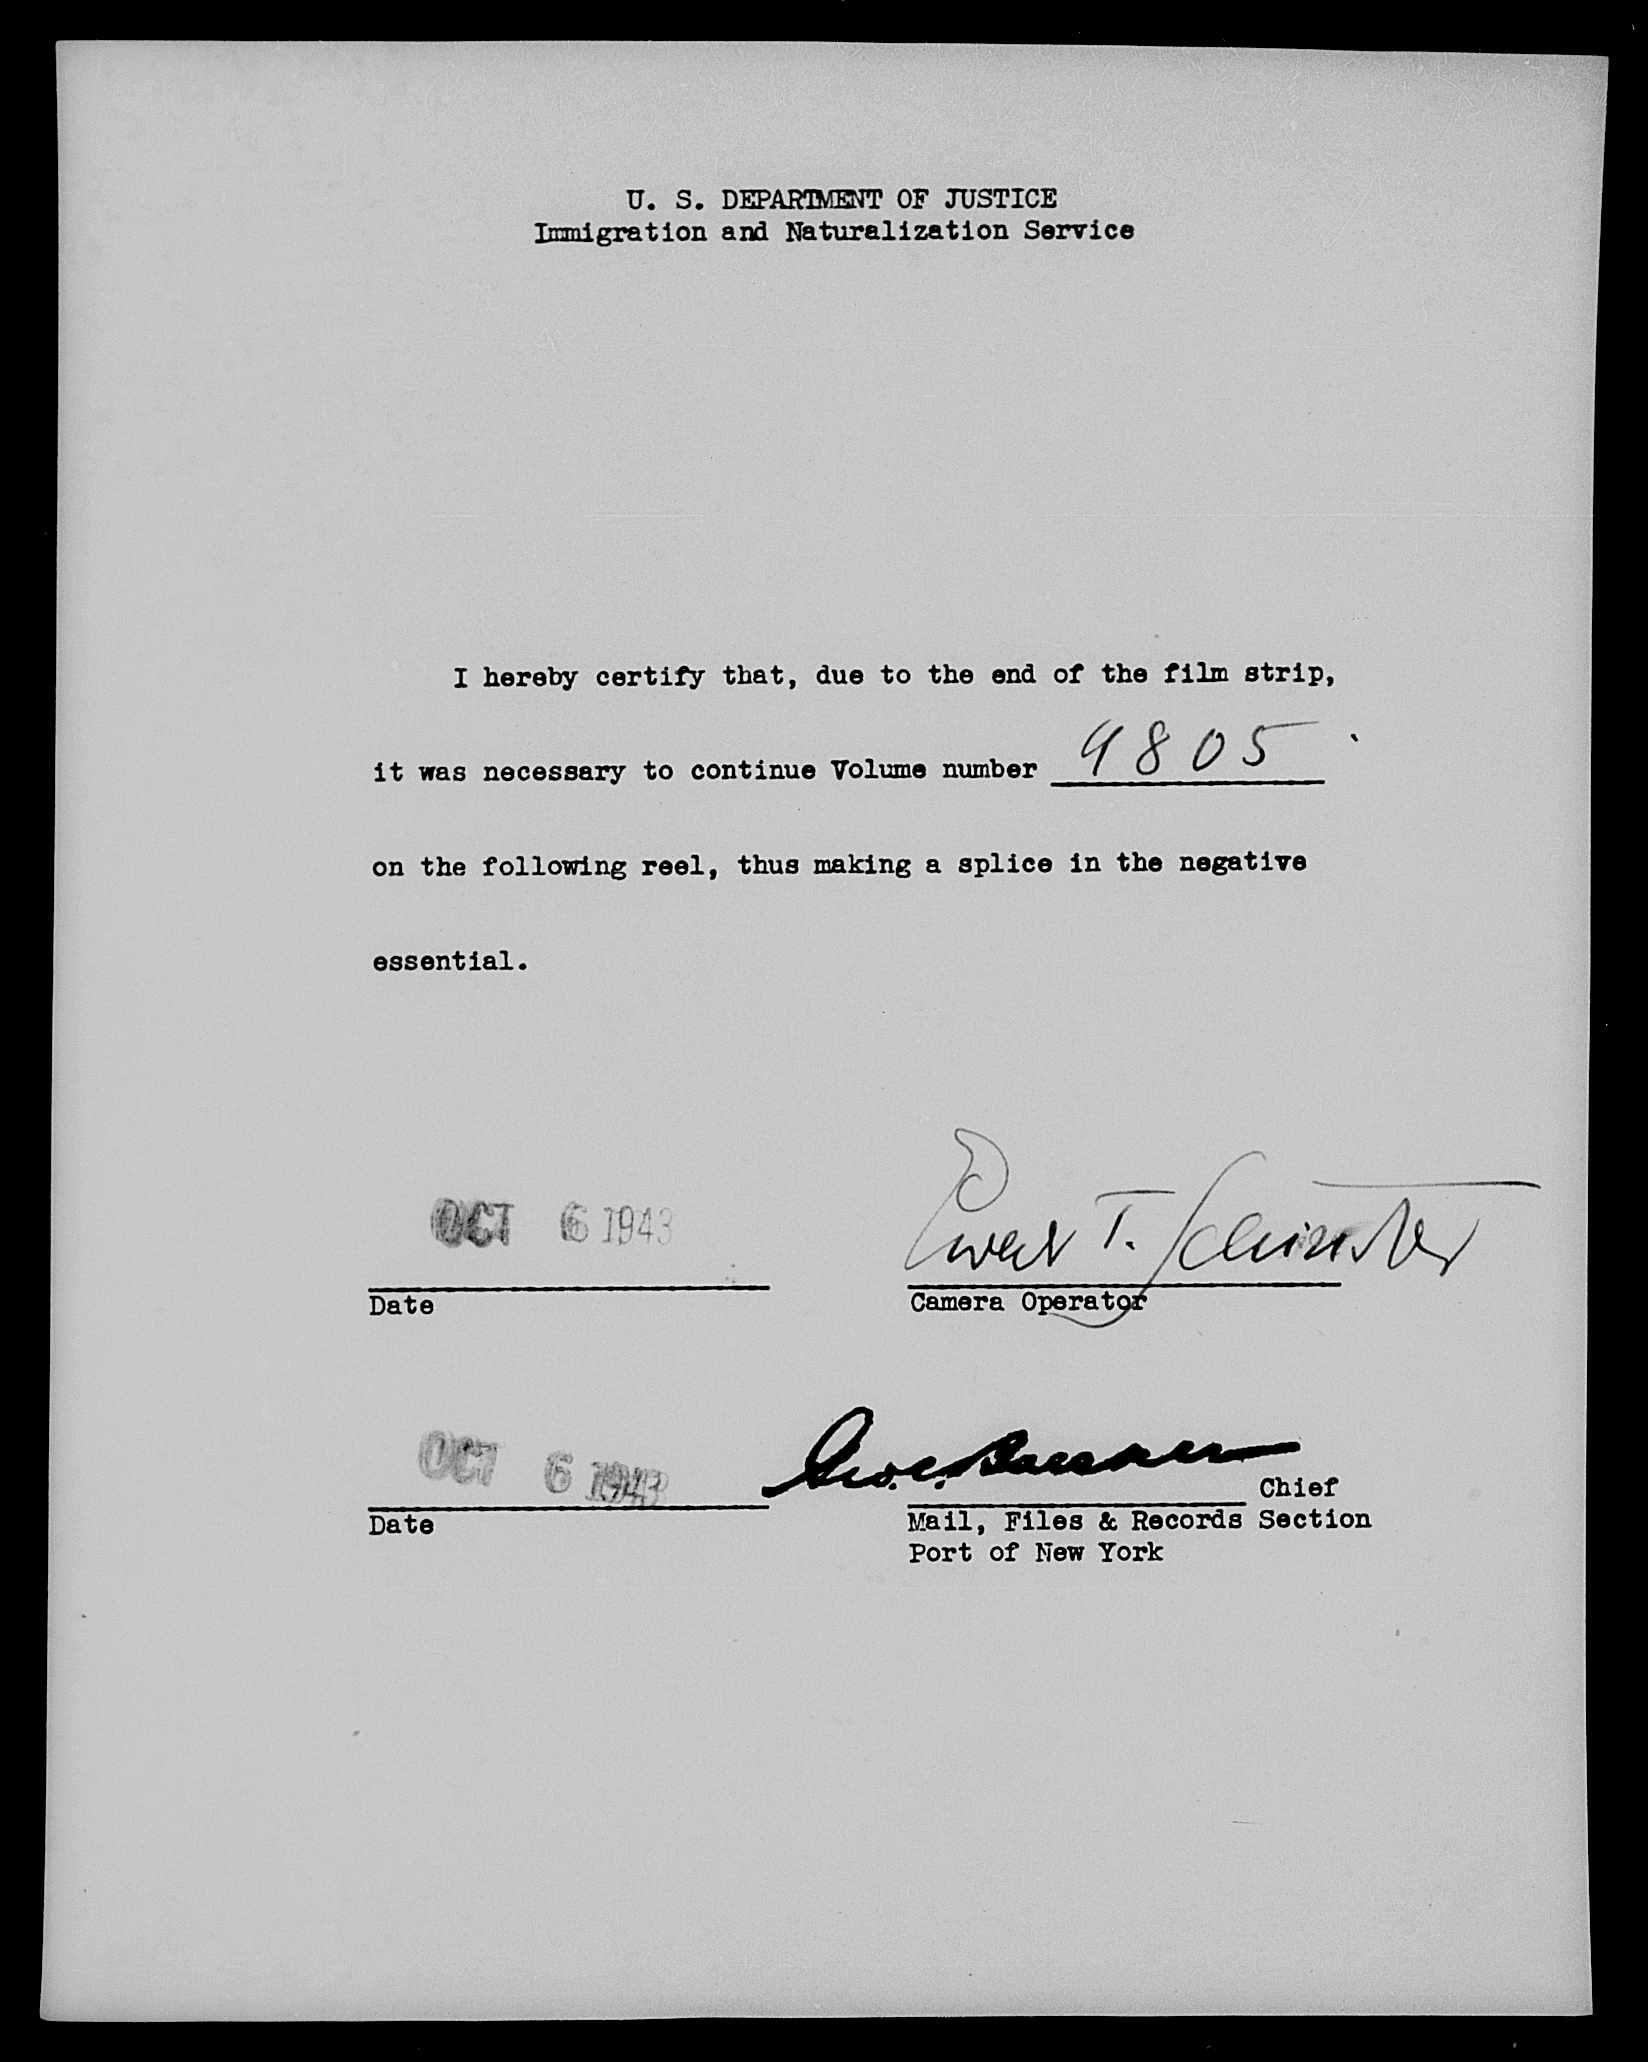 U. S. DEPARTMENT OF JUSTICE
Immigration and Naturalization Service
I hereby certify that, due to the end of the film strip,
it was necessary to continue Volume number 9805
on the following reel, thus making a splice in the negative
essential.
OCT 6 1943
T.
Date
Camera Operator
OCT 6 1943
Geo. C.
Chief
Date
Mail, Files & Records Section
Port of New York